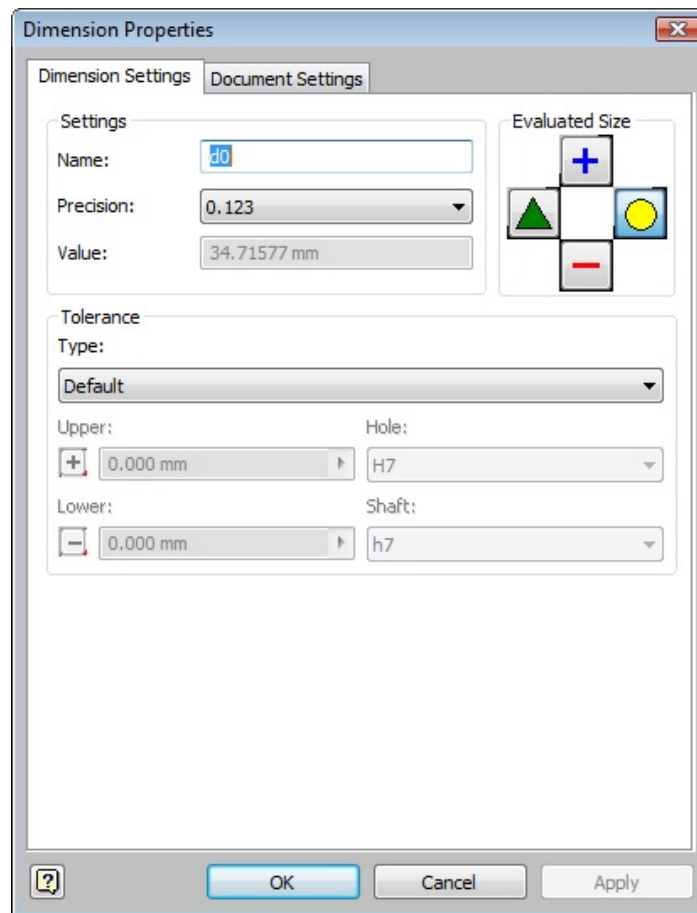 Dimension Properties
Dimension Settings Document Settings
Settings
Name: d0
Precision: 0.123
Value: 34.71577 mm
Evaluated Size
Tolerance
Type:
Default
Upper: Hole:
0.000 mm H7
Lower: Shaft:
0.000 mm h7
OK Cancel Apply